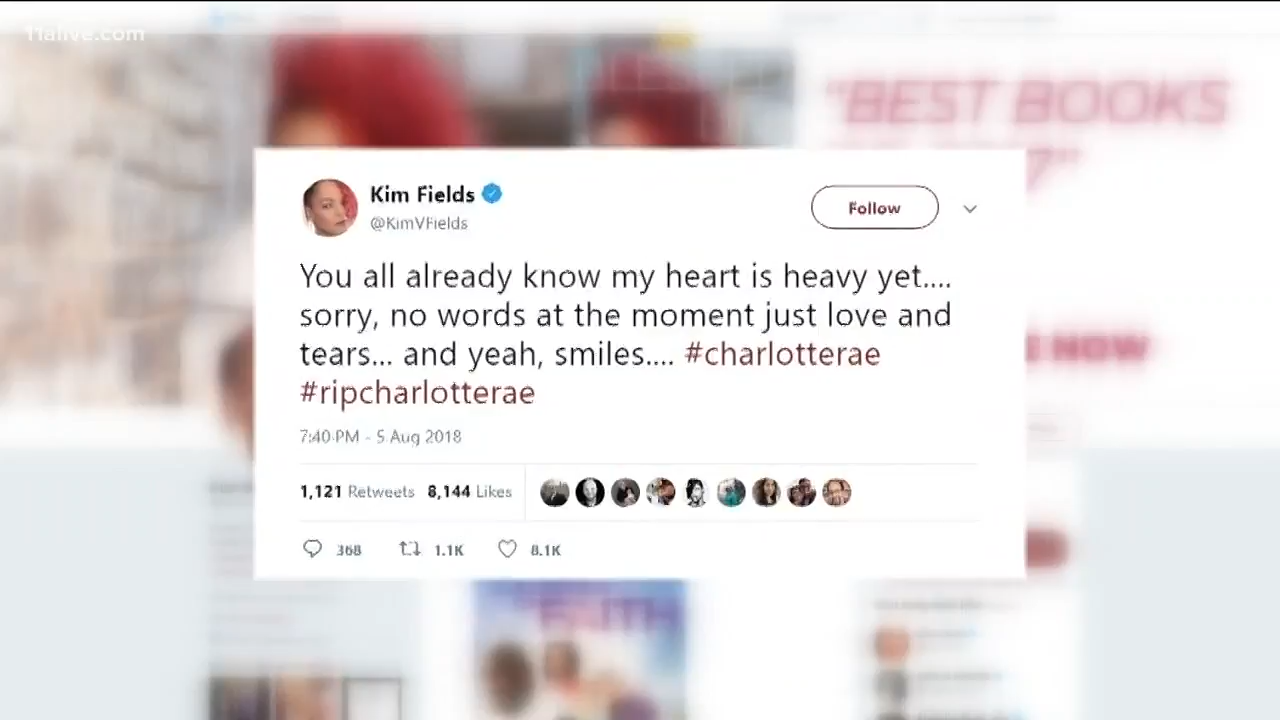 11alive.com
"BEST BOOKS
Kim Fields
@KimVFields
Follow
You all already know my heart is heavy yet....
sorry, no words at the moment just love and
tears... and yeah, smiles.... #charlotterae
#ripcharlotterae
7:40 PM - 5 Aug 2018
1,121 Retweets 8,144 Likes
368 1.1K 8.1K
NOW